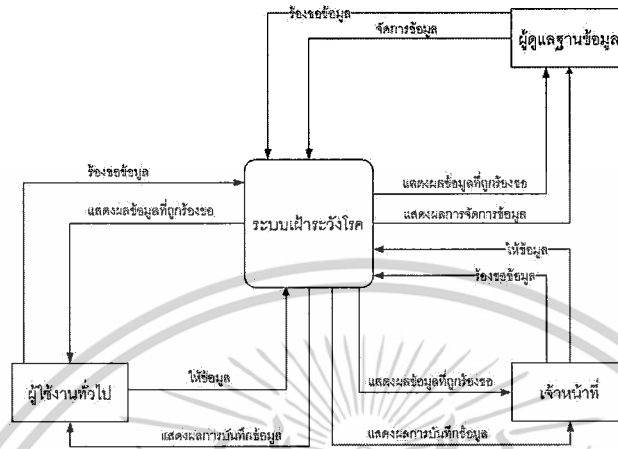 ร้องขอข้อมูล
จัดการข้อมูล
ผู้ดูแลฐานข้อมูล
ร้องขอข้อมูล
แสดงผลข้อมูลที่ถูกร้องขอ
แสดงผลข้อมูลที่ถูกร้องขอ
แสดงผลการจัดการข้อมูล
ระบบเฝ้าระวังโรค
ให้ข้อมูล
ร้องขอข้อมูล
ผู้ใช้งานทั่วไป
ให้ข้อมูล
แสดงผลข้อมูลที่ถูกร้องขอ
เจ้าหน้าที่
แสดงผลการบันทึกข้อมูล
แสดงผลการบันทึกข้อมูล